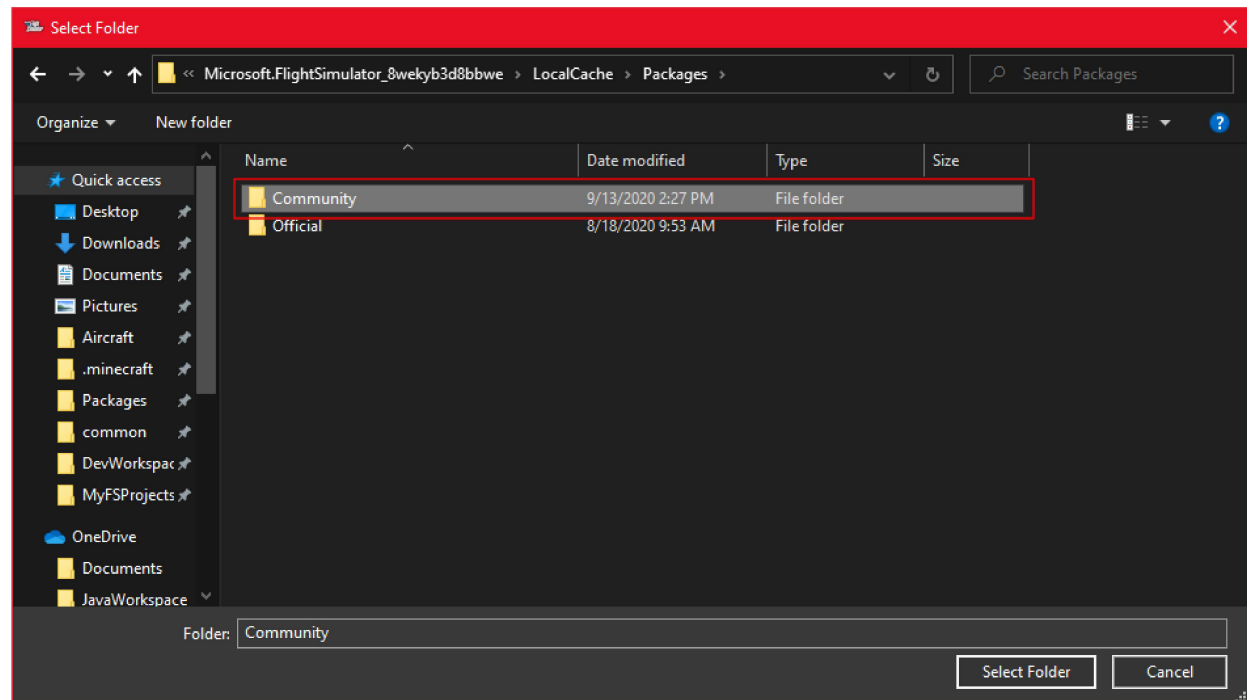 Select Folder
« Microsoft.FlightSimulator_8wekyb3d8bbwe > LocalCache > Packages >
Search Packages
Organize
New folder
Name
Date modified
Type
Size
Quick access
Desktop
Downloads
Documents
Pictures
Aircraft
.minecraft
Packages
common
DevWorkspac
MyFSProjects
OneDrive
Documents
JavaWorkspace
Community 9/13/2020 2:27 PM File folder
Official 8/18/2020 9:53 AM File folder
Folder: Community
Select Folder
Cancel